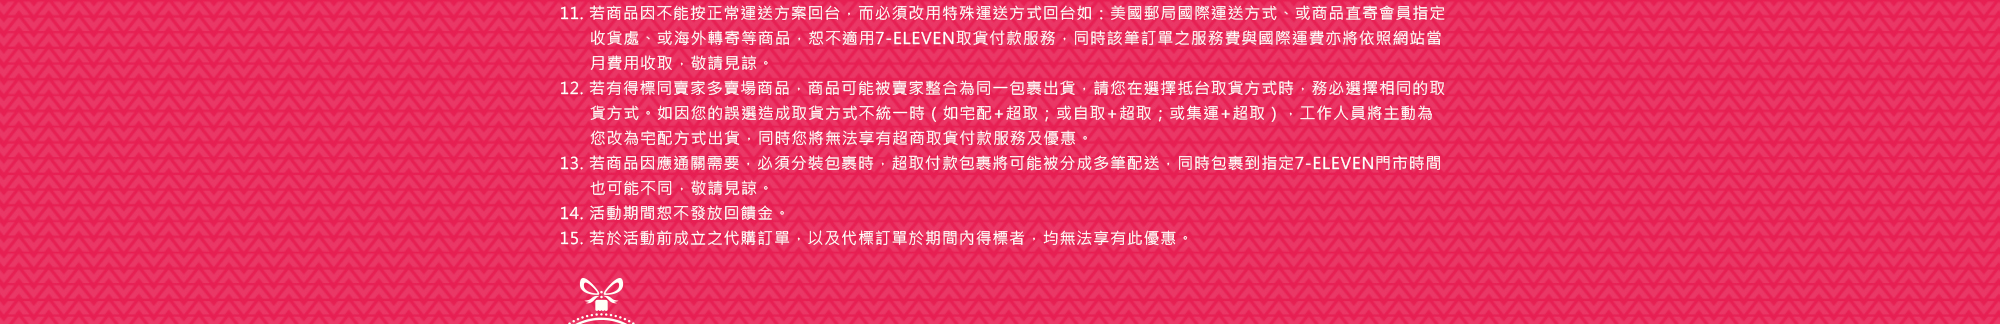 11. 若商品因不能按正常運送方案回台，而必須改用特殊運送方式回台如：美國郵局國際運送方式、或商品直寄會員指定
收貨處、或海外轉寄等商品，恕不適用7-ELEVEN取貨付款服務，同時該筆訂單之服務費與國際運費亦將依照網站當
月費用收取，敬請見諒。
12. 若有得標同賣家多賣場商品，商品可能被賣家整合為同一包裹出貨，請您在選擇抵台取貨方式時，務必選擇相同的取
貨方式。如因您的誤選造成取貨方式不統一時（如宅配+超取；或自取+超取；或集運+超取），工作人員將主動為
您改為宅配方式出貨，同時您將無法享有超商取貨付款服務及優惠。
13. 若商品因應通關需要，必須分裝包裹時，超取付款包裹將可能被分成多筆配送，同時包裹到指定7-ELEVEN門市時間
也可能不同，敬請見諒。
14. 活動期間恕不發放回饋金。
15. 若於活動前成立之代購訂單，以及代標訂單於期間內得標者，均無法享有此優惠。